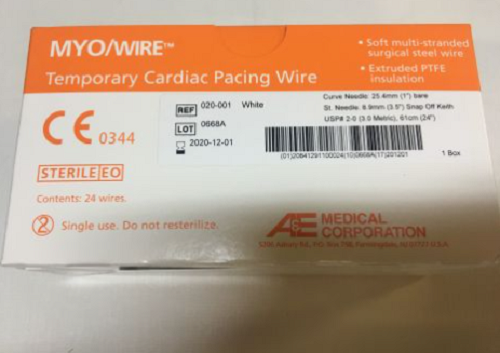 MYO/WIRE™
Temporary Cardiac Pacing Wire
• Soft multi-stranded
surgical steel wire
• Extruded PTFE
insulation
REF 020-001 White
LOT 0668A
2020-12-01
Curve Needle: 25.4mm (1") bare
St. Needle: 8.9mm (3.5") Snap Off Keith
USP# 2-0 (3.0 Metric), 61cm (24")
1 Box
CE 0344
STERILE EO
Contents: 24 wires.
2 Single use. Do not resterilize.
A&E MEDICAL
CORPORATION